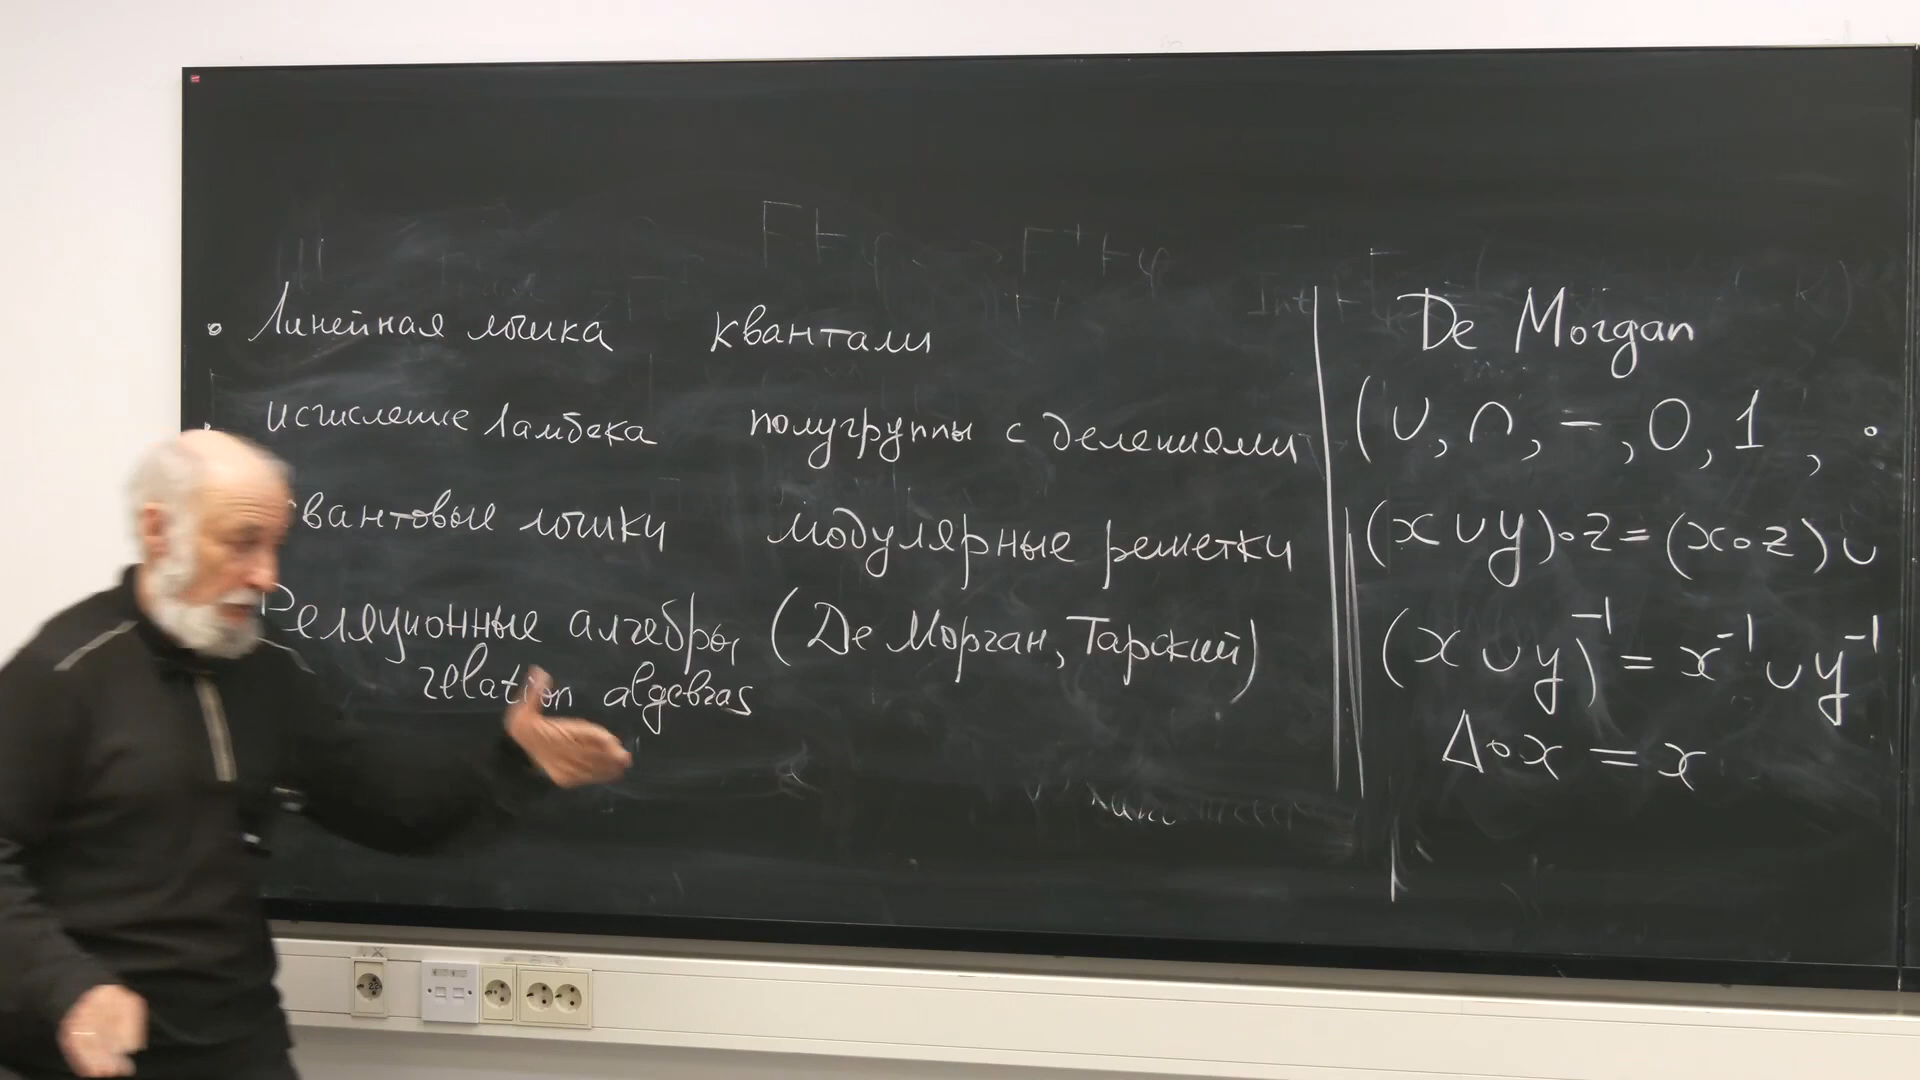 • Линейная логика квантали
исчисление Ламбека полугруппы с делениями
квантовые логики модулярные решетки
Реляционные алгебры (Де Морган, Тарский)
relation algebras
De Morgan
(∪, ∩, −, 0, 1, ∘
(x ∪ y)∘z = (x∘z) ∪
(x ∪ y)⁻¹ = x⁻¹ ∪ y⁻¹
Δ∘x = x